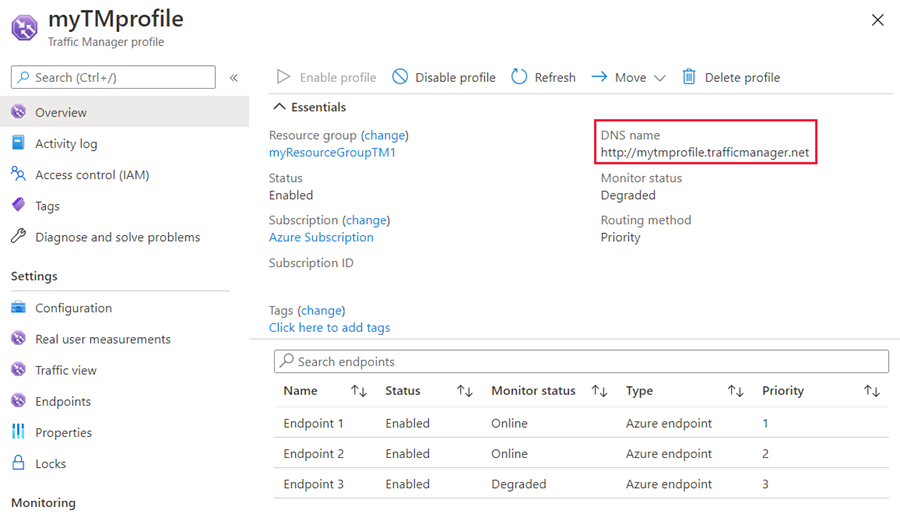 myTMprofile
Traffic Manager profile
Search (Ctrl+/)
«
Overview
Activity log
Access control (IAM)
Tags
Diagnose and solve problems
Settings
Configuration
Real user measurements
Traffic view
Endpoints
Properties
Locks
Monitoring
Enable profile Disable profile Refresh Move Delete profile
Essentials
Resource group (change)
myResourceGroupTM1
Status
Enabled
Subscription (change)
Azure Subscription
Subscription ID
DNS name
http://mytmprofile.trafficmanager.net
Monitor status
Degraded
Routing method
Priority
Tags (change)
Click here to add tags
Search endpoints
Name Status Monitor status Type Priority
Endpoint 1 Enabled Online Azure endpoint 1
Endpoint 2 Enabled Online Azure endpoint 2
Endpoint 3 Enabled Degraded Azure endpoint 3